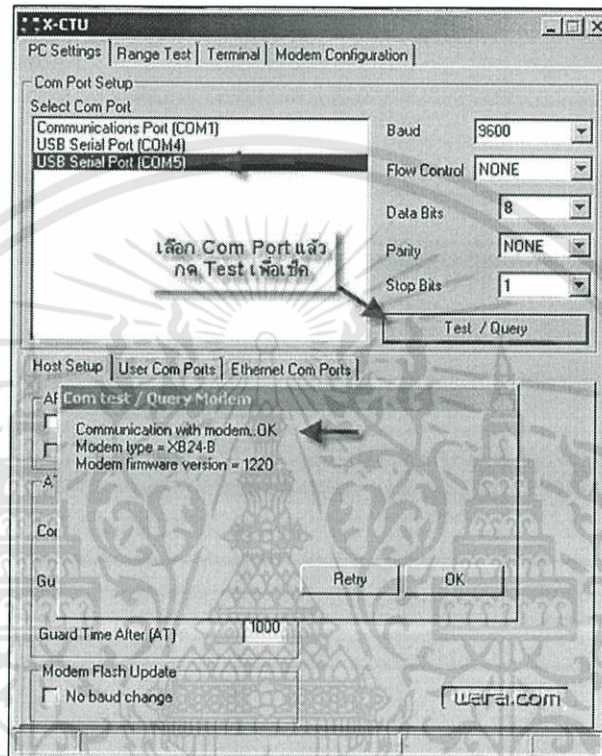 X-CTU
PC Settings Range Test Terminal Modem Configuration
Com Port Setup
Select Com Port
Communications Port (COM1)
USB Serial Port (COM4)
USB Serial Port (COM5)
Baud 9600
Flow Control NONE
Data Bits 8
Parity NONE
Stop Bits 1
เลือก Com Port แล้ว
กด Test เพื่อเช็ค
Test / Query
Host Setup User Com Ports Ethernet Com Ports
Com test / Query Modem
Communication with modem..OK
Modem type = XB24-B
Modem firmware version = 1220
Retry OK
Guard Time After (AT) 1000
Modem Flash Update
No baud change